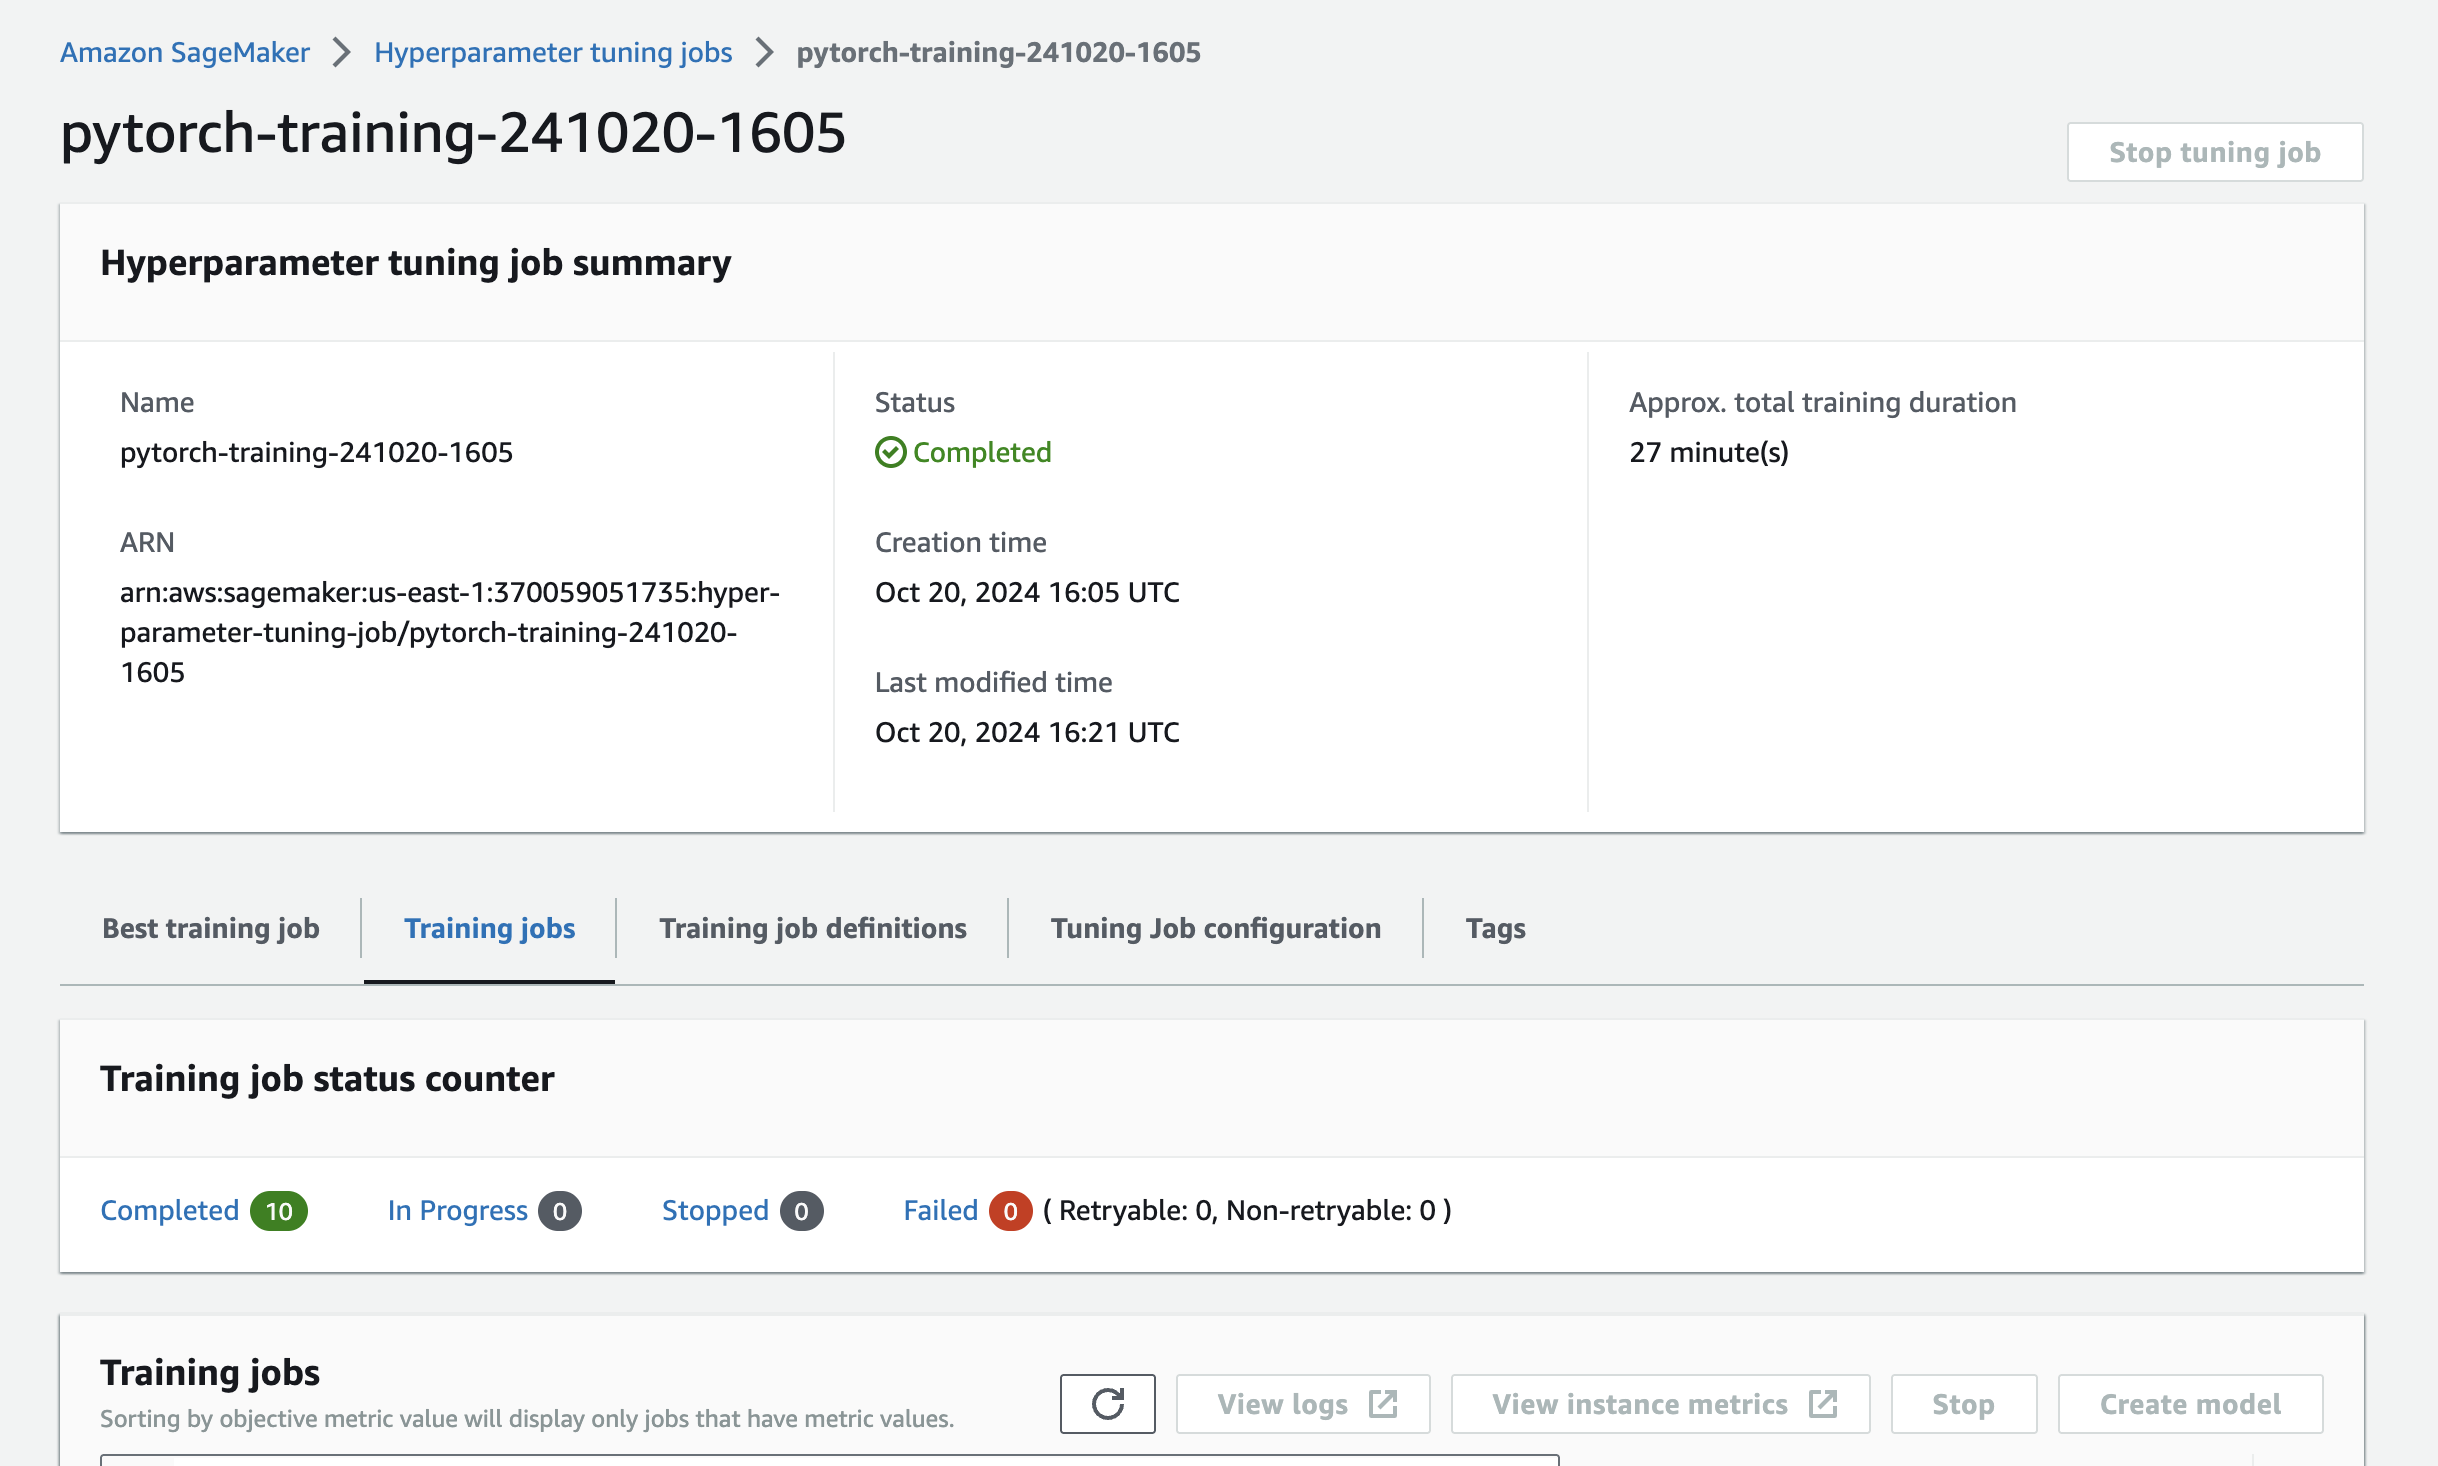 Amazon SageMaker > Hyperparameter tuning jobs > pytorch-training-241020-1605
pytorch-training-241020-1605
Stop tuning job
Hyperparameter tuning job summary
Name
pytorch-training-241020-1605
ARN
arn:aws:sagemaker:us-east-1:370059051735:hyper-
parameter-tuning-job/pytorch-training-241020-
1605
Status
Completed
Creation time
Oct 20, 2024 16:05 UTC
Last modified time
Oct 20, 2024 16:21 UTC
Approx. total training duration
27 minute(s)
Best training job Training jobs Training job definitions Tuning Job configuration Tags
Training job status counter
Completed 10 In Progress 0 Stopped 0 Failed 0 ( Retryable: 0, Non-retryable: 0 )
Training jobs
Sorting by objective metric value will display only jobs that have metric values.
View logs View instance metrics Stop Create model